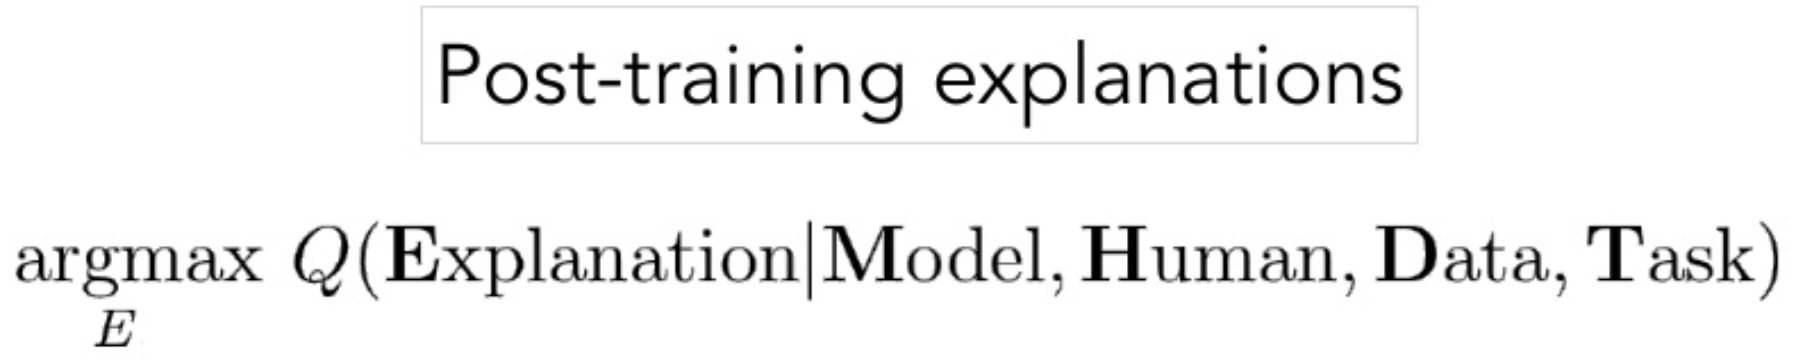 Post-training explanations
argmax Q(Explanation|Model, Human, Data, Task)
E